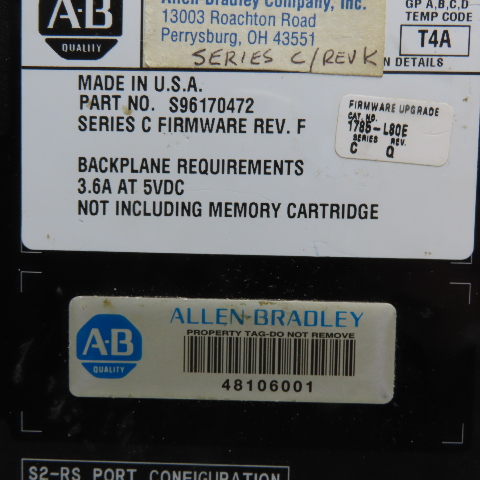 A-B
QUALITY
Allen-Bradley Company, Inc.
13003 Roachton Road
Perrysburg, OH 43551
SERIES C/REV K
GP A,B,C,D
TEMP CODE
T4A
N DETAILS
MADE IN U.S.A.
PART NO. S96170472
SERIES C FIRMWARE REV. F
FIRMWARE UPGRADE
CAT. NO.
1785-L80E
SERIES REV.
C Q
BACKPLANE REQUIREMENTS
3.6A AT 5VDC
NOT INCLUDING MEMORY CARTRIDGE
ALLEN-BRADLEY
PROPERTY TAG-DO NOT REMOVE
A-B
QUALITY
48106001
S2-RS PORT CONFIGURATION